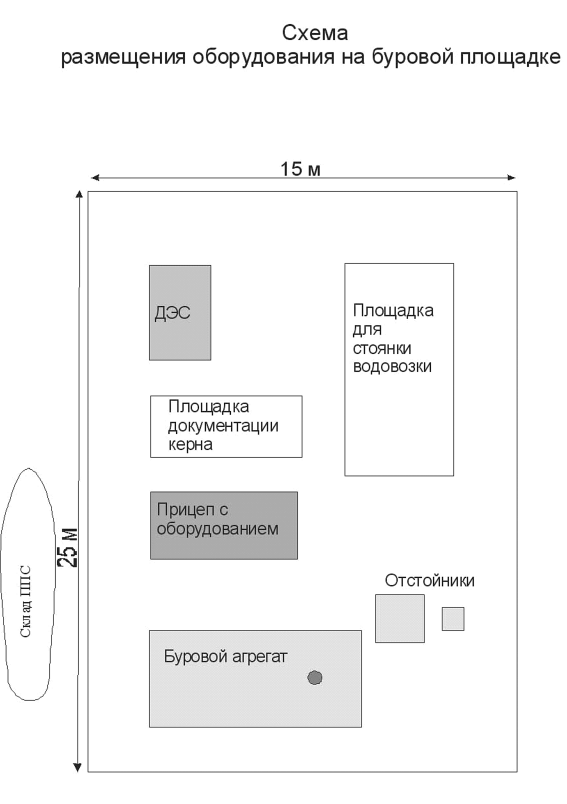 Схема
размещения оборудования на буровой площадке
15 м
ДЭС
Площадка
для
стоянки
водовозки
Площадка
документации
керна
Прицеп с
оборудованием
25 м
Склад ППС
Отстойники
Буровой агрегат